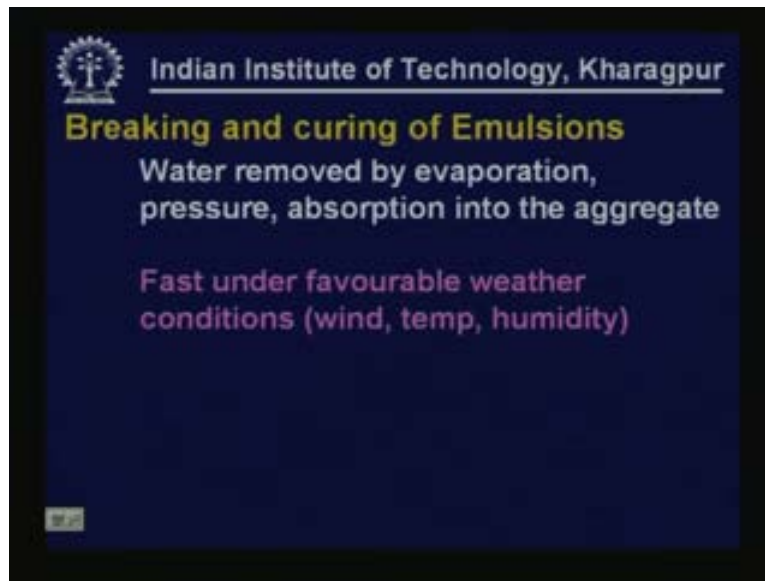 Indian Institute of Technology, Kharagpur
Breaking and curing of Emulsions
Water removed by evaporation,
pressure, absorption into the aggregate
Fast under favourable weather
conditions (wind, temp, humidity)